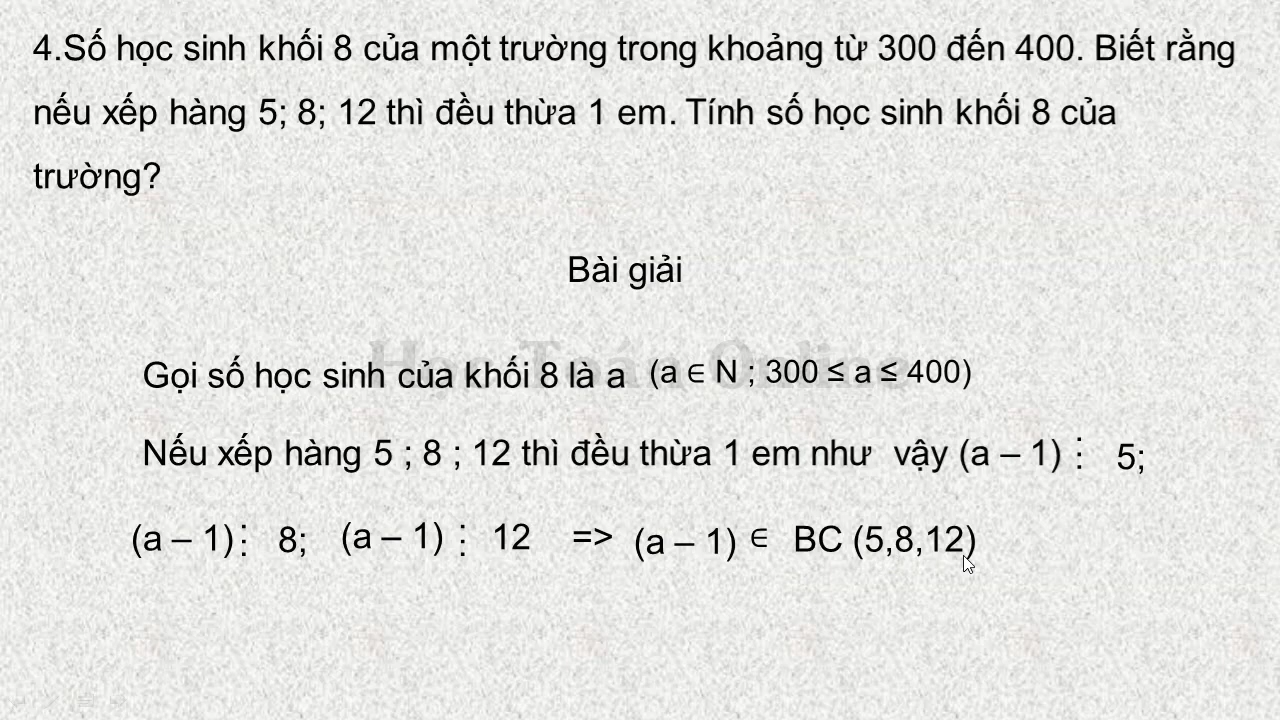 4.Số học sinh khối 8 của một trường trong khoảng từ 300 đến 400. Biết rằng
nếu xếp hàng 5; 8; 12 thì đều thừa 1 em. Tính số học sinh khối 8 của
trường?
Bài giải
Học Toán Online
Gọi số học sinh của khối 8 là a (a ∈ N ; 300 ≤ a ≤ 400)
Nếu xếp hàng 5 ; 8 ; 12 thì đều thừa 1 em như vậy (a – 1) ⋮ 5;
(a – 1) ⋮ 8; (a – 1) ⋮ 12 => (a – 1) ∈ BC (5,8,12)